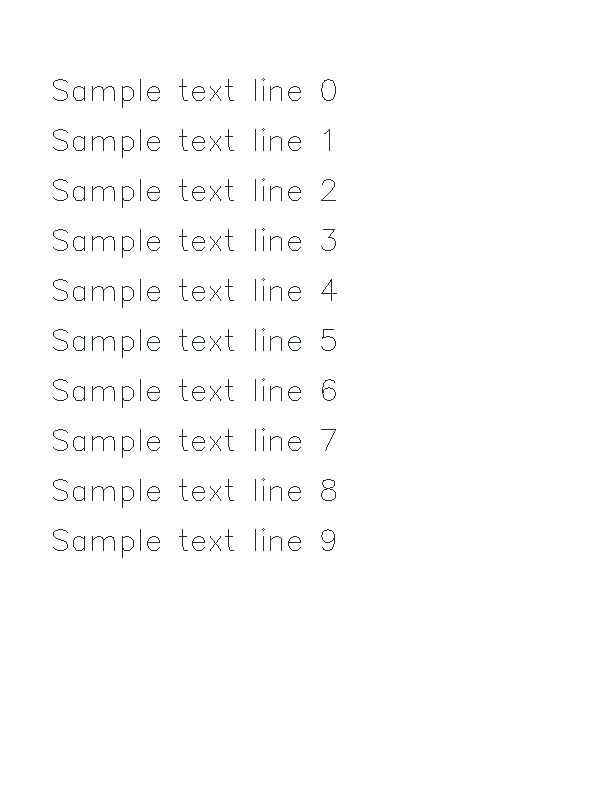 Sample text line 0
Sample text line 1
Sample text line 2
Sample text line 3
Sample text line 4
Sample text line 5
Sample text line 6
Sample text line 7
Sample text line 8
Sample text line 9